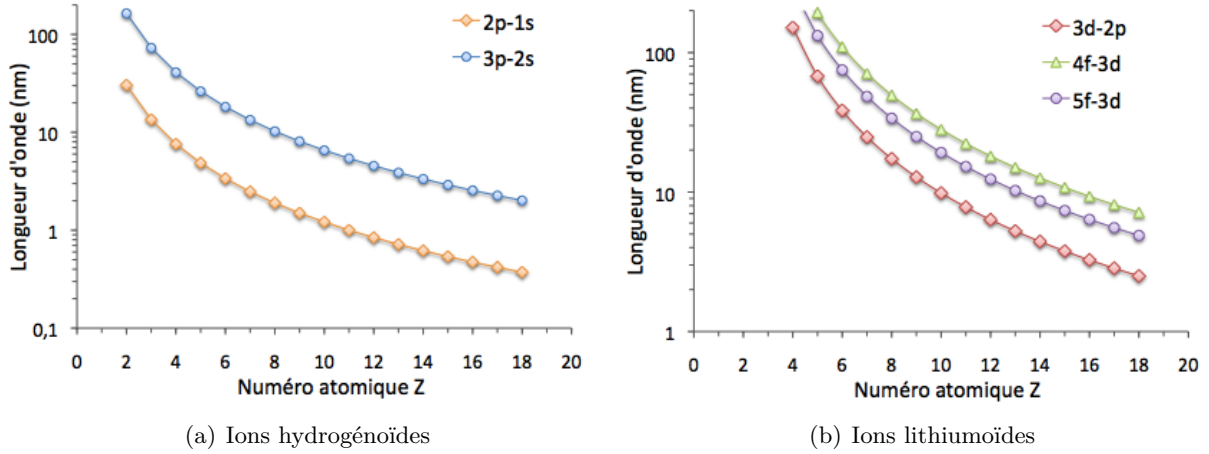 2p-1s
3p-2s
Longueur d'onde (nm)
100
10
1
0,1
0 2 4 6 8 10 12 14 16 18 20
Numéro atomique Z
(a) Ions hydrogénoïdes
3d-2p
4f-3d
5f-3d
Longueur d'onde (nm)
100
10
1
0 2 4 6 8 10 12 14 16 18 20
Numéro atomique Z
(b) Ions lithiumoïdes